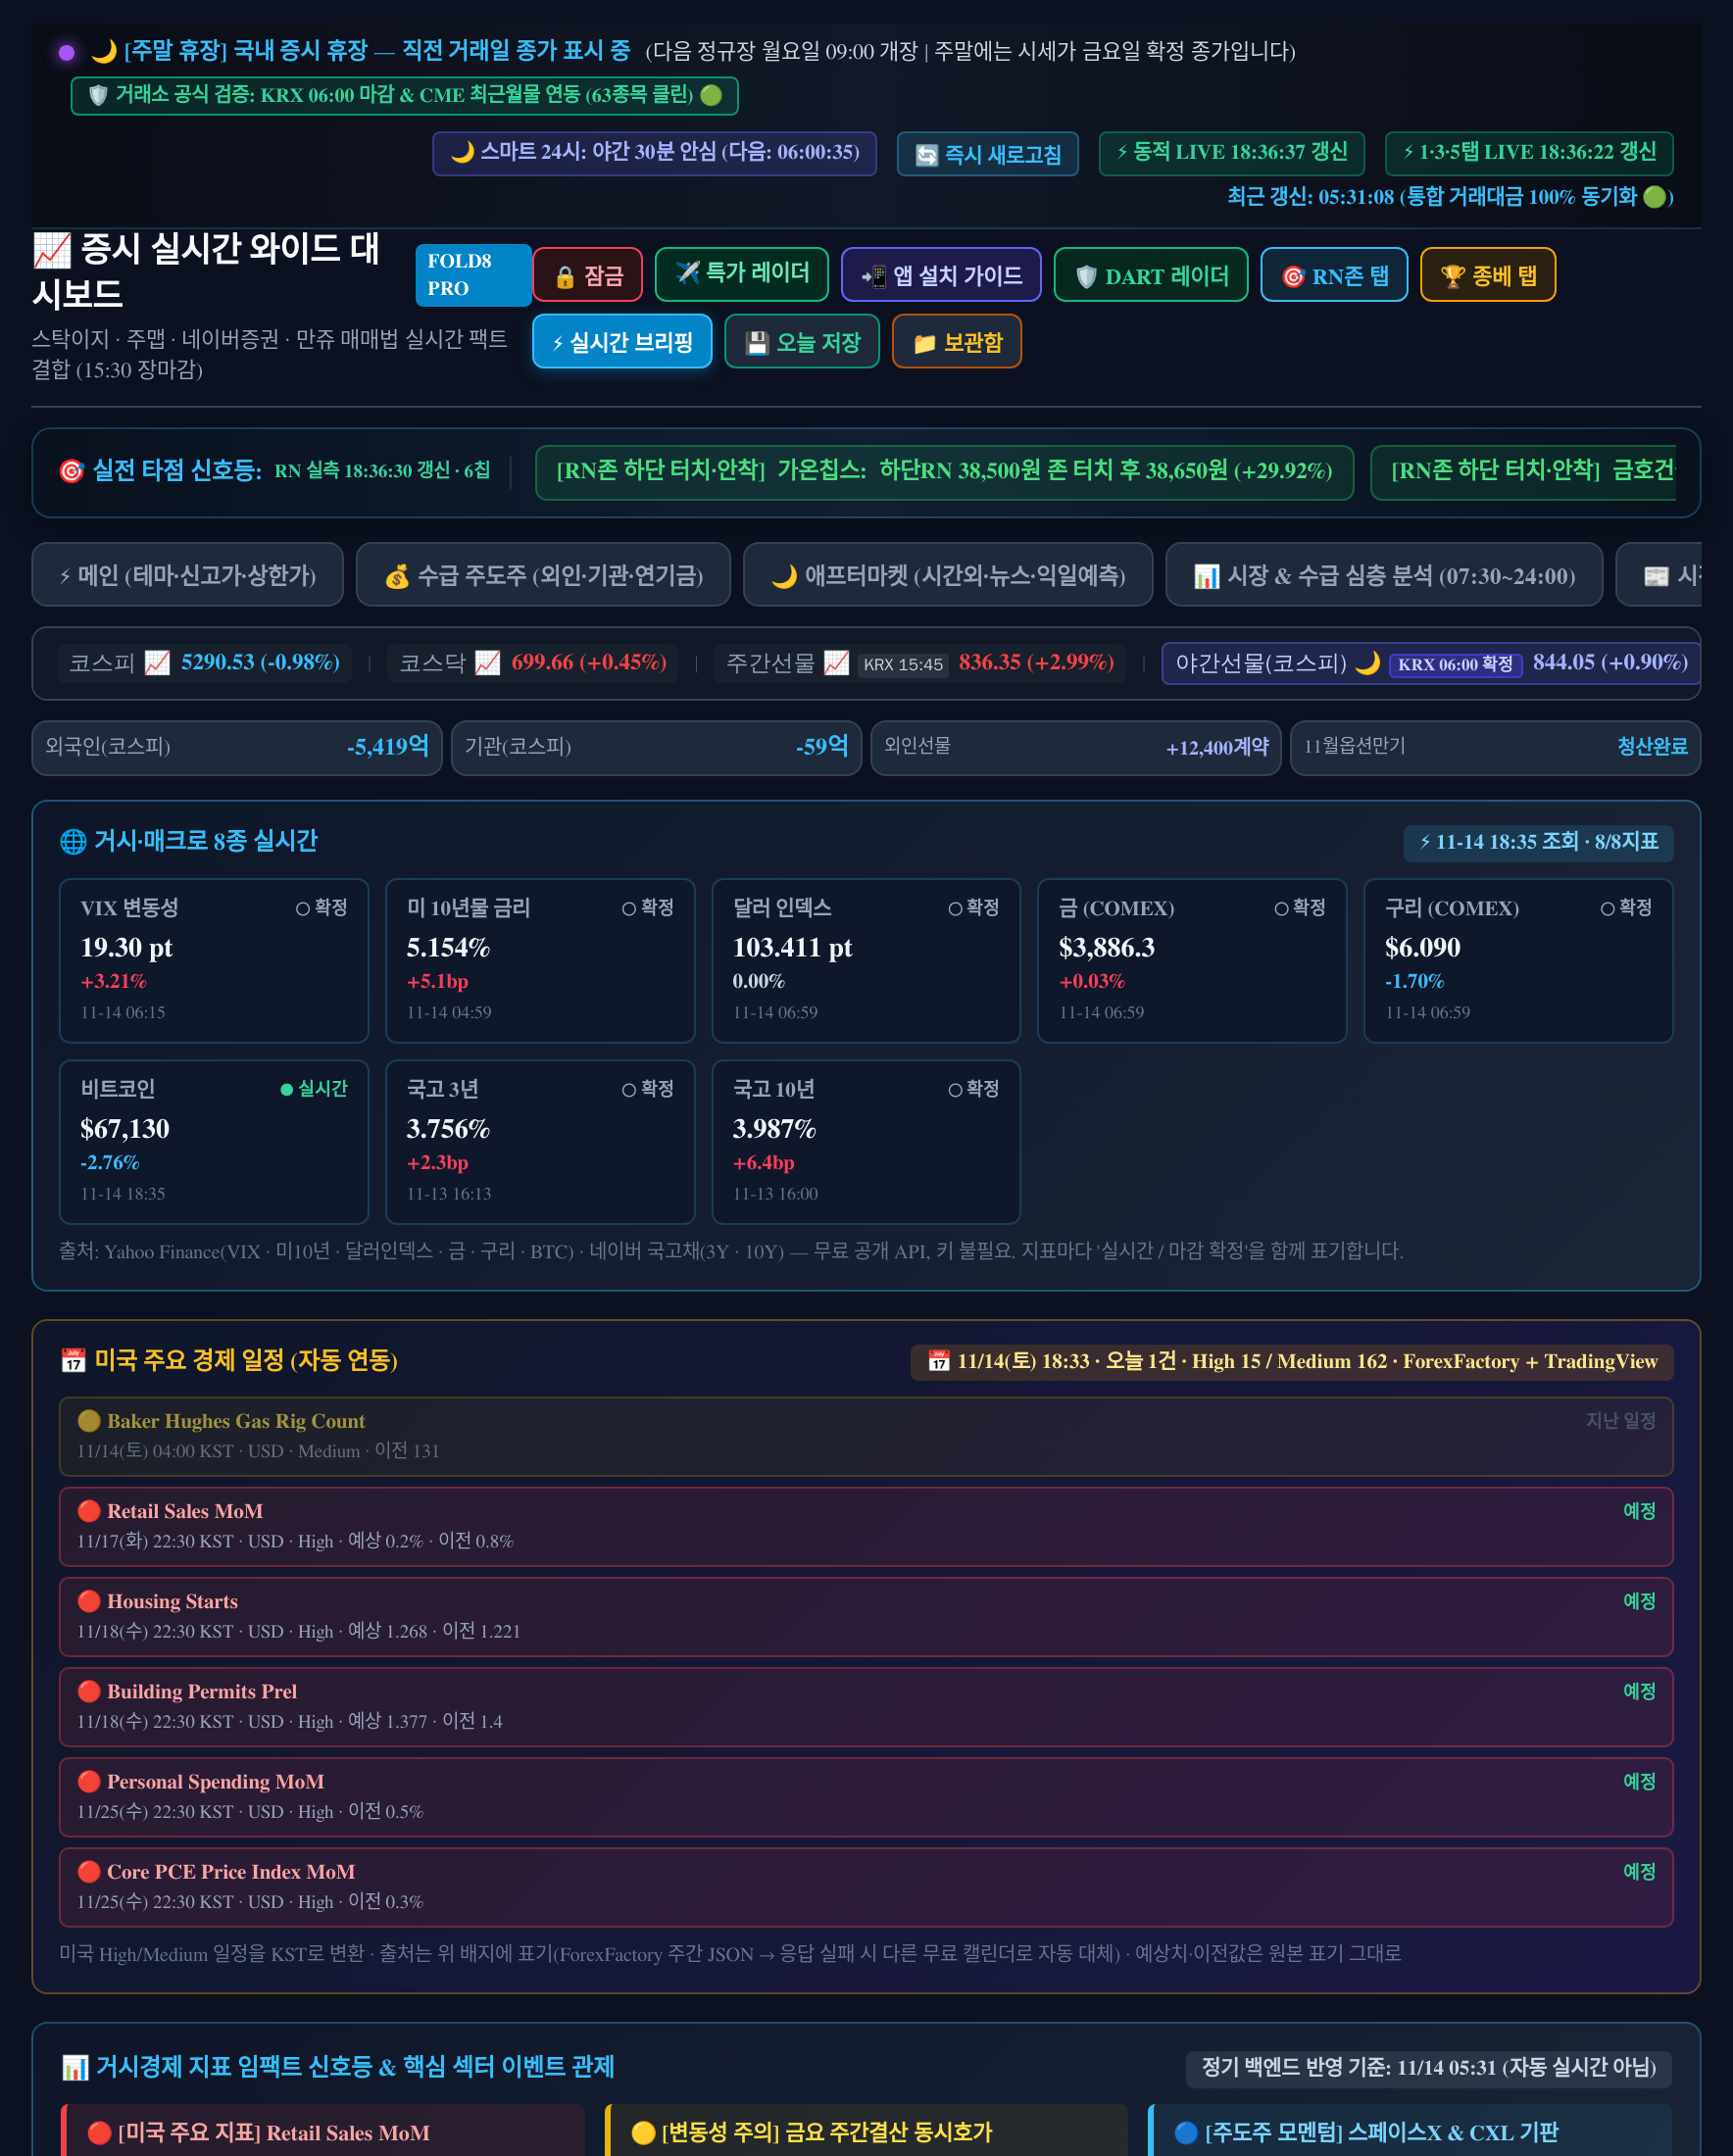 🌙 [주말 휴장] 국내 증시 휴장 — 직전 거래일 종가 표시 중 (다음 정규장 월요일 09:00 개장 | 주말에는 시세가 금요일 확정 종가입니다)
🛡️ 거래소 공식 검증: KRX 06:00 마감 & CME 최근월물 연동 (63종목 클린) 🟢
🌙 스마트 24시: 야간 30분 안심 (다음: 06:00:35) 🔄 즉시 새로고침 ⚡ 동적 LIVE 18:36:37 갱신 ⚡ 1·3·5탭 LIVE 18:36:22 갱신
최근 갱신: 05:31:08 (통합 거래대금 100% 동기화 🟢)
📈 증시 실시간 와이드 대
시보드
FOLD8
PRO
🔒 잠금 ✈️ 특가 레이더 📲 앱 설치 가이드 🛡️ DART 레이더 🎯 RN존 탭 🏆 종베 탭
스탁이지 · 주맵 · 네이버증권 · 만쥬 매매법 실시간 팩트
결합 (15:30 장마감)
⚡ 실시간 브리핑 💾 오늘 저장 📁 보관함
🎯 실전 타점 신호등: RN 실측 18:36:30 갱신 · 6칩 [RN존 하단 터치·안착] 가온칩스: 하단RN 38,500원 존 터치 후 38,650원 (+29.92%) [RN존 하단 터치·안착] 금호건
⚡ 메인 (테마·신고가·상한가) 💰 수급 주도주 (외인·기관·연기금) 🌙 애프터마켓 (시간외·뉴스·익일예측) 📊 시장 & 수급 심층 분석 (07:30~24:00) 📰
코스피 📈 5290.53 (-0.98%) | 코스닥 📈 699.66 (+0.45%) | 주간선물 📈 KRX 15:45 836.35 (+2.99%) | 야간선물(코스피) 🌙 KRX 06:00 확정 844.05 (+0.90%)
외국인(코스피) -5,419억 기관(코스피) -59억 외인선물 +12,400계약 11월옵션만기 청산완료
🌐 거시·매크로 8종 실시간 ⚡ 11-14 18:35 조회 · 8/8지표
VIX 변동성 ○ 확정 미 10년물 금리 ○ 확정 달러 인덱스 ○ 확정 금 (COMEX) ○ 확정 구리 (COMEX) ○ 확정
19.30 pt 5.154% 103.411 pt $3,886.3 $6.090
+3.21% +5.1bp 0.00% +0.03% -1.70%
11-14 06:15 11-14 04:59 11-14 06:59 11-14 06:59 11-14 06:59
비트코인 ● 실시간 국고 3년 ○ 확정 국고 10년 ○ 확정
$67,130 3.756% 3.987%
-2.76% +2.3bp +6.4bp
11-14 18:35 11-13 16:13 11-13 16:00
출처: Yahoo Finance(VIX · 미10년 · 달러인덱스 · 금 · 구리 · BTC) · 네이버 국고채(3Y · 10Y) — 무료 공개 API, 키 불필요. 지표마다 '실시간 / 마감 확정'을 함께 표기합니다.
📅 미국 주요 경제 일정 (자동 연동) 📅 11/14(토) 18:33 · 오늘 1건 · High 15 / Medium 162 · ForexFactory + TradingView
🟡 Baker Hughes Gas Rig Count 지난 일정
11/14(토) 04:00 KST · USD · Medium · 이전 131
🔴 Retail Sales MoM 예정
11/17(화) 22:30 KST · USD · High · 예상 0.2% · 이전 0.8%
🔴 Housing Starts 예정
11/18(수) 22:30 KST · USD · High · 예상 1.268 · 이전 1.221
🔴 Building Permits Prel 예정
11/18(수) 22:30 KST · USD · High · 예상 1.377 · 이전 1.4
🔴 Personal Spending MoM 예정
11/25(수) 22:30 KST · USD · High · 이전 0.5%
🔴 Core PCE Price Index MoM 예정
11/25(수) 22:30 KST · USD · High · 이전 0.3%
미국 High/Medium 일정을 KST로 변환 · 출처는 위 배지에 표기(ForexFactory 주간 JSON → 응답 실패 시 다른 무료 캘린더로 자동 대체) · 예상치·이전값은 원본 표기 그대로
📊 거시경제 지표 임팩트 신호등 & 핵심 섹터 이벤트 관제 정기 백엔드 반영 기준: 11/14 05:31 (자동 실시간 아님)
🔴 [미국 주요 지표] Retail Sales MoM 🟡 [변동성 주의] 금요 주간결산 동시호가 🔵 [주도주 모멘텀] 스페이스X & CXL 기판